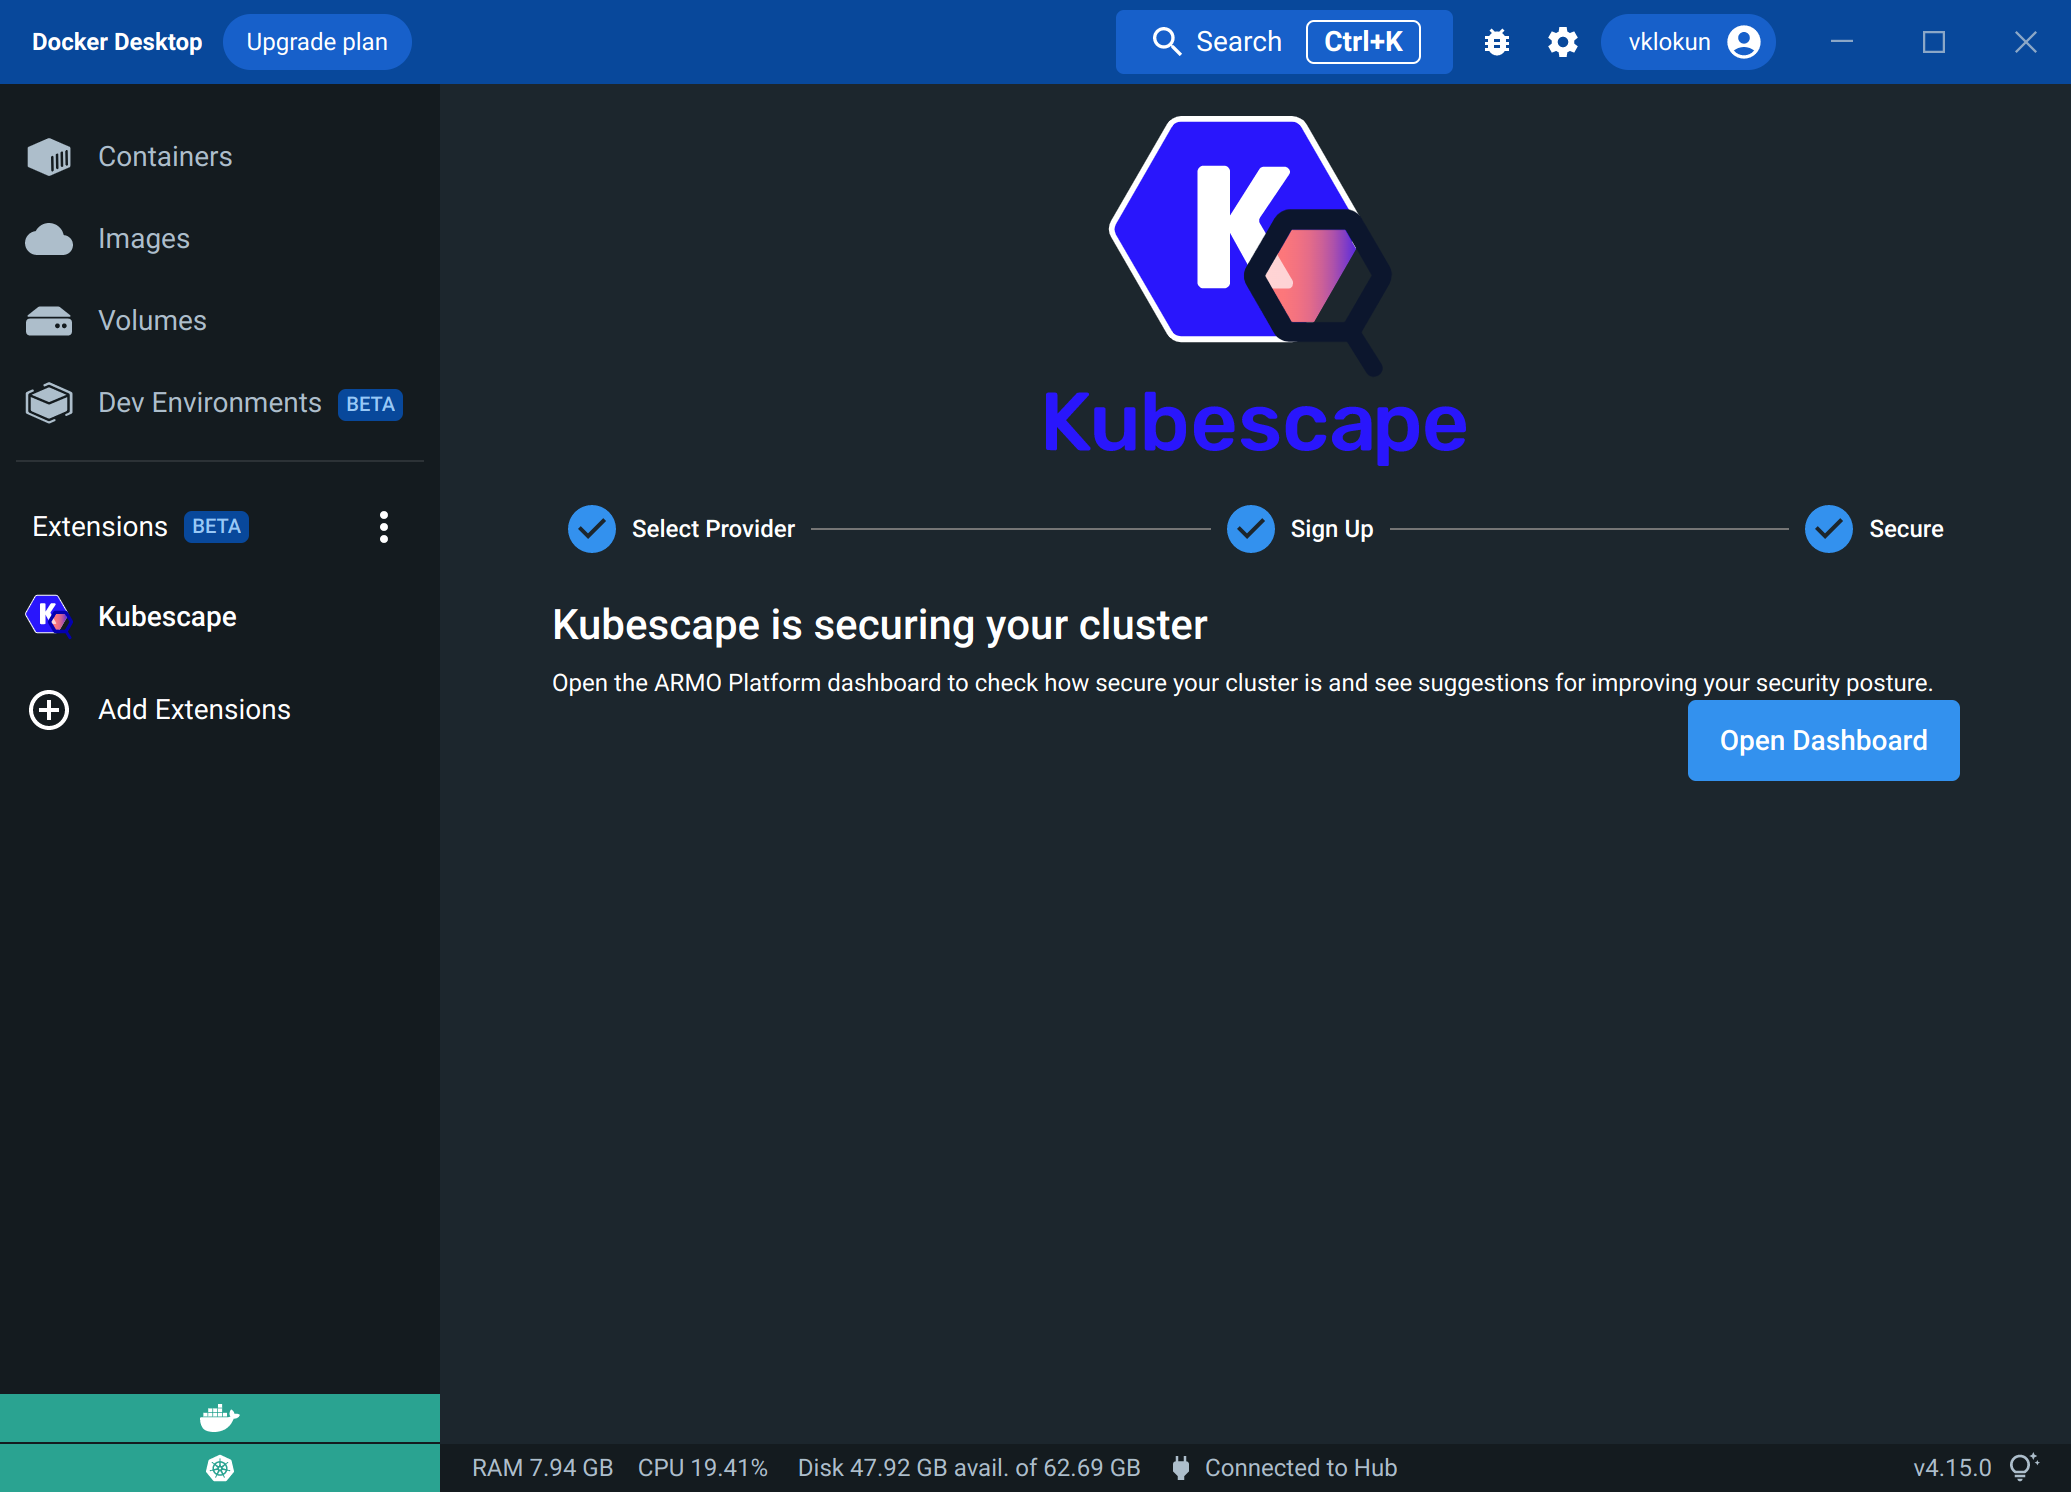 Docker Desktop Upgrade plan Search Ctrl+K vklokun
Containers
Images
Volumes
Dev Environments BETA
Extensions BETA
Kubescape
Add Extensions
K
Kubescape
Select Provider Sign Up Secure
Kubescape is securing your cluster
Open the ARMO Platform dashboard to check how secure your cluster is and see suggestions for improving your security posture.
Open Dashboard
RAM 7.94 GB CPU 19.41% Disk 47.92 GB avail. of 62.69 GB Connected to Hub v4.15.0